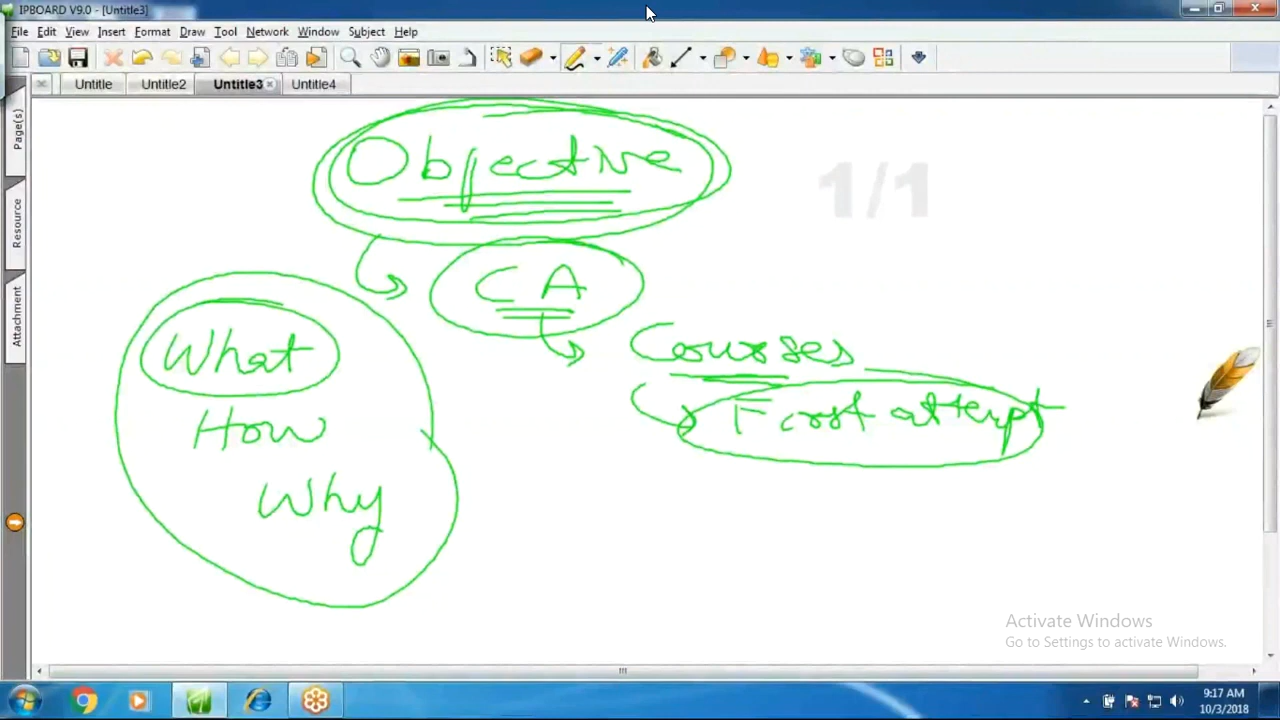 IPBOARD V9.0 - [Untitle3]
File Edit View Insert Format Draw Tool Network Window Subject Help
Untitle Untitle2 Untitle3 Untitle4
Page(s)
Resource
Attachment
1/1
Objective
CA
What
How
Why
Courses
First attempt
Activate Windows
Go to Settings to activate Windows.
9:17 AM
10/3/2018